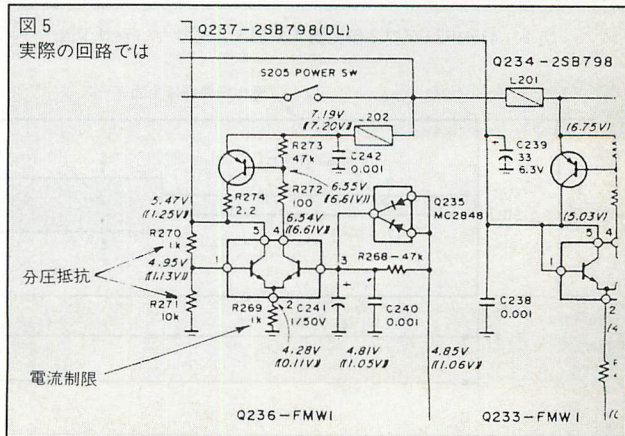 図5
実際の回路では
Q237-2SB798(DL)
Q234-2SB798
S205 POWER SW
L201
7.19V
((7.20V))
L202
(6.75V)
R273
47k
C242
0.001
C239
33
6.3V
R274
2.2
R272
100
6.55V
((6.61V))
Q235
MC2848
5.47V
((1.25V))
6.54V
((6.61V))
(5.03V)
R270
1k
5
4
5
4.95V
((1.13V))
1
3
R268-47k
1
分圧抵抗
R271
10k
R269
1k
2
C241
1/50V
C240
0.001
C238
0.001
2
4.28V
((0.11V))
4.81V
((1.05V))
4.85V
((1.06V))
電流制限
Q236-FMW1
Q233-FMW1